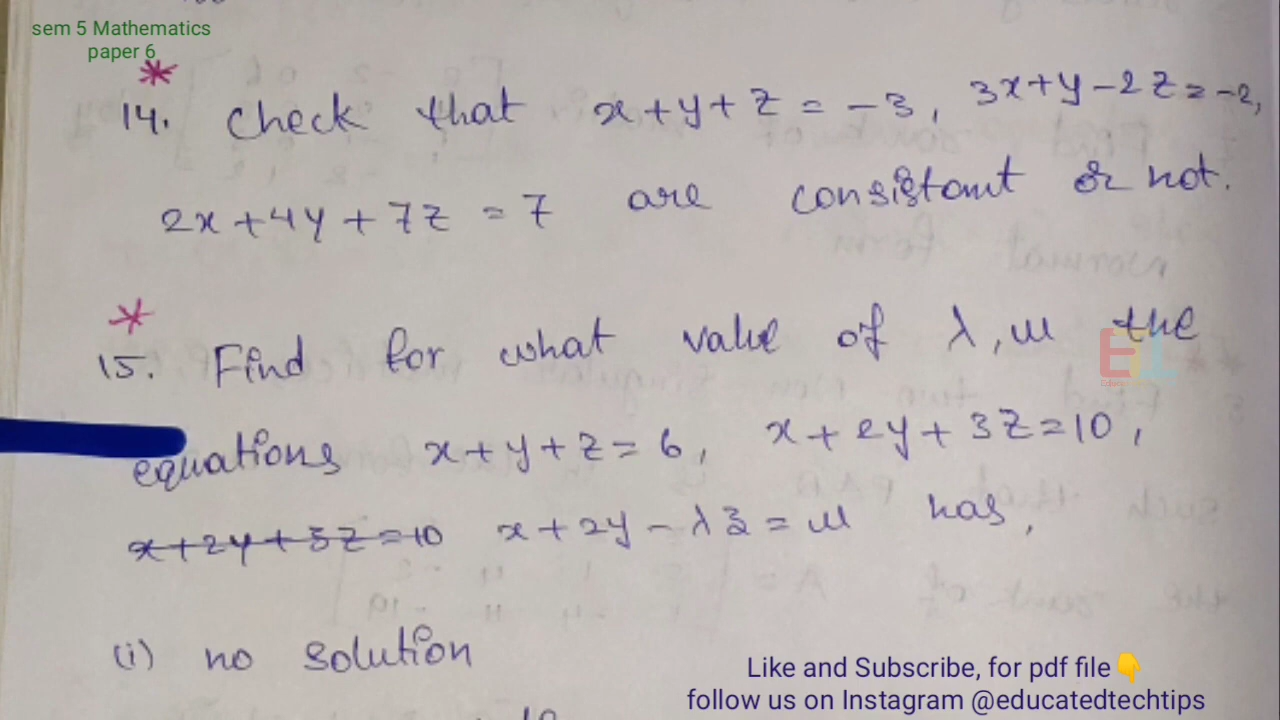 sem 5 Mathematics
paper 6
*
14. Check that x+y+z = -3, 3x+y-2z=-2,
2x+4y+7z = 7 are consistant or not.
*
15. Find for what value of λ, μ the
equations x+y+z=6, x+2y+3z=10,
x+2y+3z=10 x+2y-λz=μ has,
(i) no solution
Like and Subscribe, for pdf file👇
follow us on Instagram @educatedtechtips